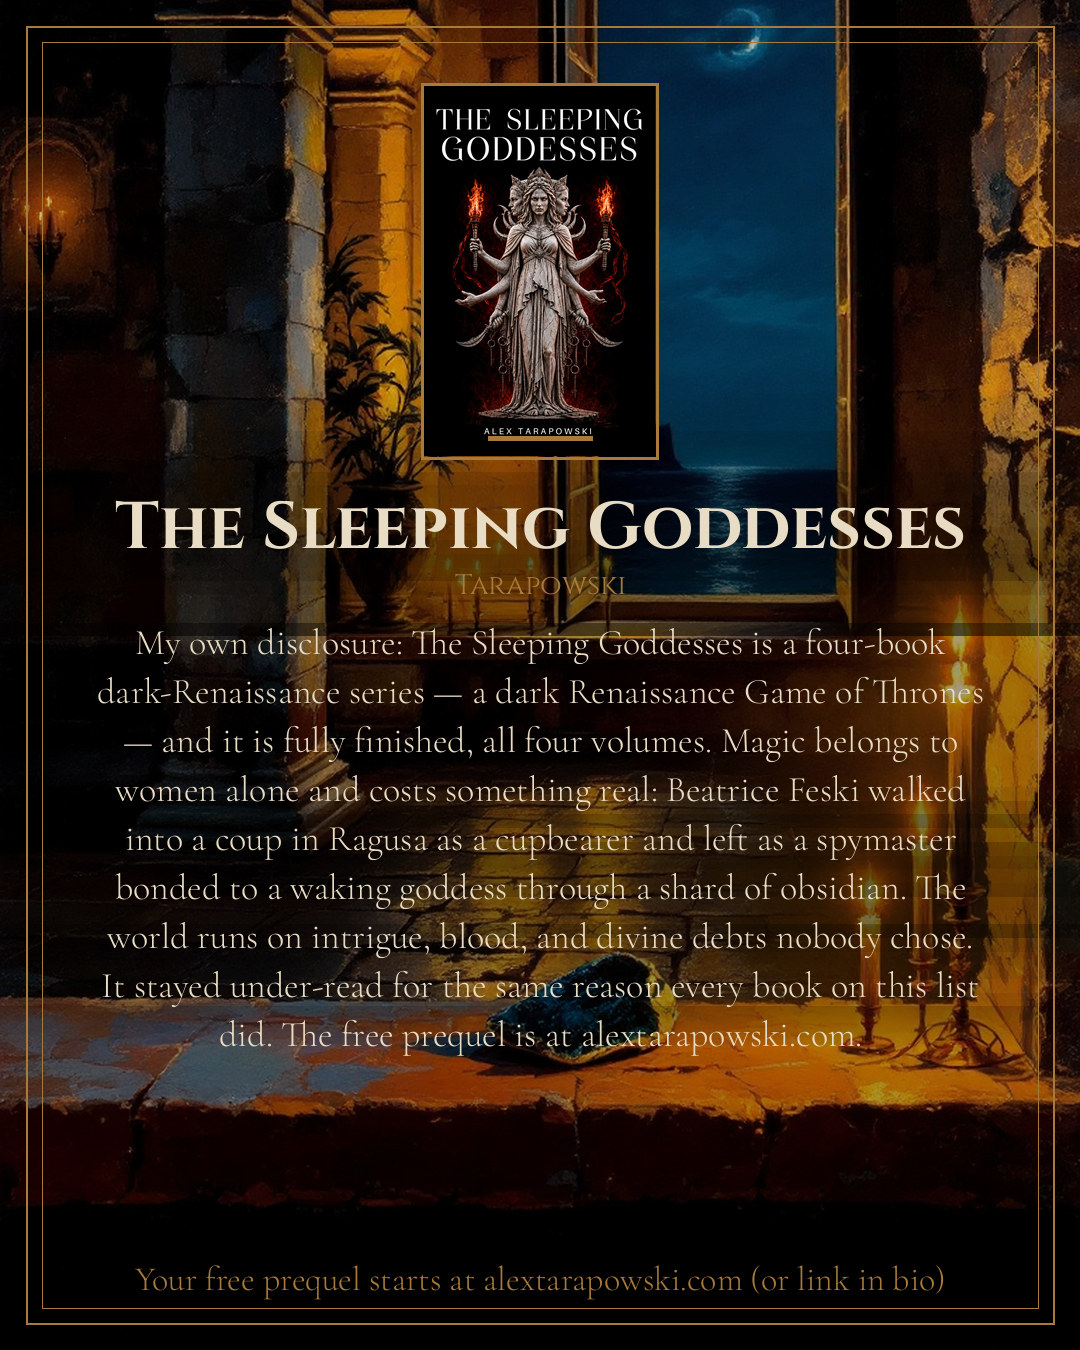 THE SLEEPING
GODDESSES
ALEX TARAPOWSKI
The Sleeping Goddesses
Tarapowski
My own disclosure: The Sleeping Goddesses is a four-book
dark-Renaissance series — a dark Renaissance Game of Thrones
— and it is fully finished, all four volumes. Magic belongs to
women alone and costs something real: Beatrice Feski walked
into a coup in Ragusa as a cupbearer and left as a spymaster
bonded to a waking goddess through a shard of obsidian. The
world runs on intrigue, blood, and divine debts nobody chose.
It stayed under-read for the same reason every book on this list
did. The free prequel is at alextarapowski.com.
Your free prequel starts at alextarapowski.com (or link in bio)